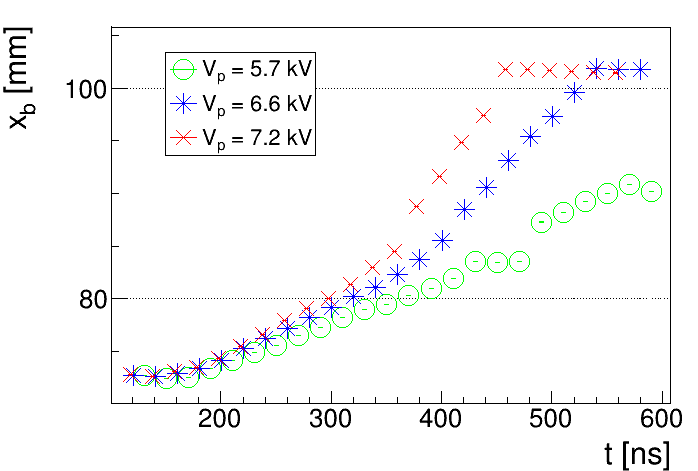 x_b [mm]
100
80
V_p = 5.7 kV
V_p = 6.6 kV
V_p = 7.2 kV
200 300 400 500 600
t [ns]